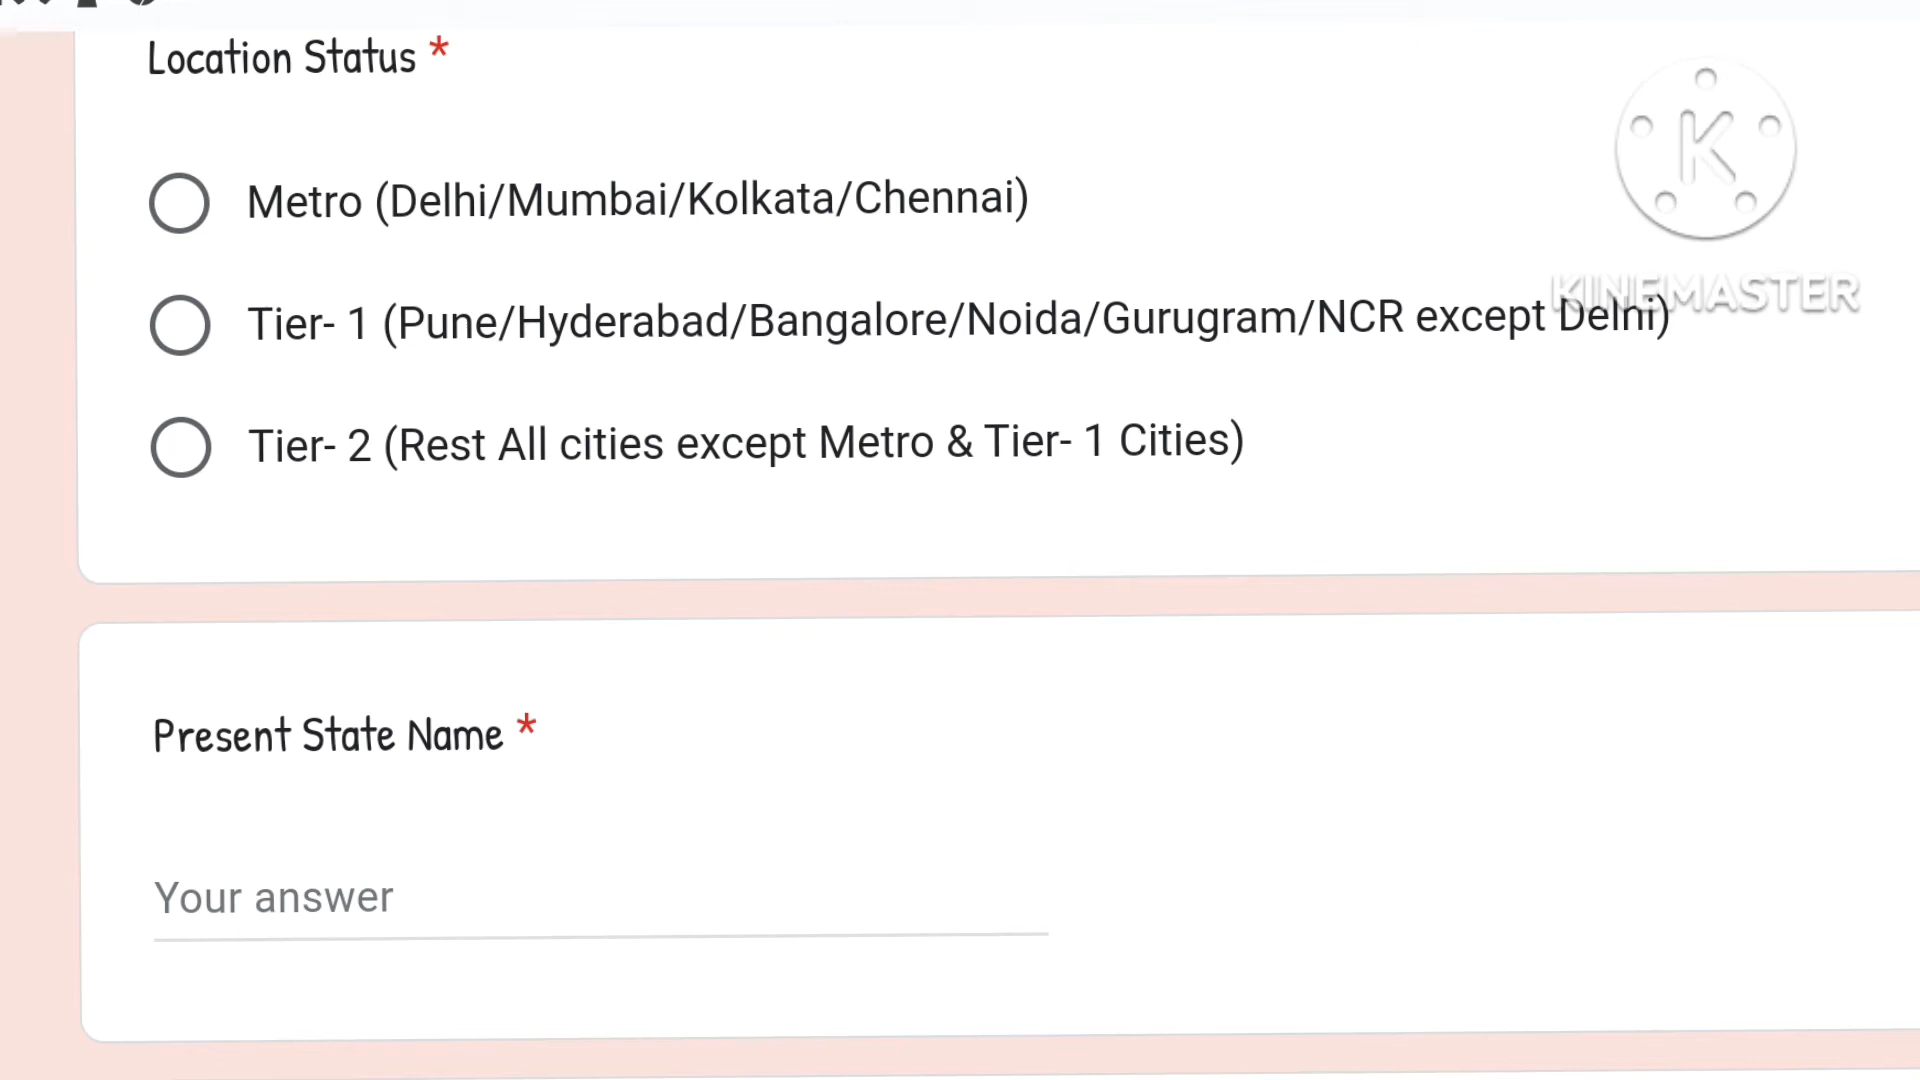 Location Status *
Metro (Delhi/Mumbai/Kolkata/Chennai)
Tier- 1 (Pune/Hyderabad/Bangalore/Noida/Gurugram/NCR except Delhi)
K
KINEMASTER
Tier- 2 (Rest All cities except Metro & Tier- 1 Cities)
Present State Name *
Your answer